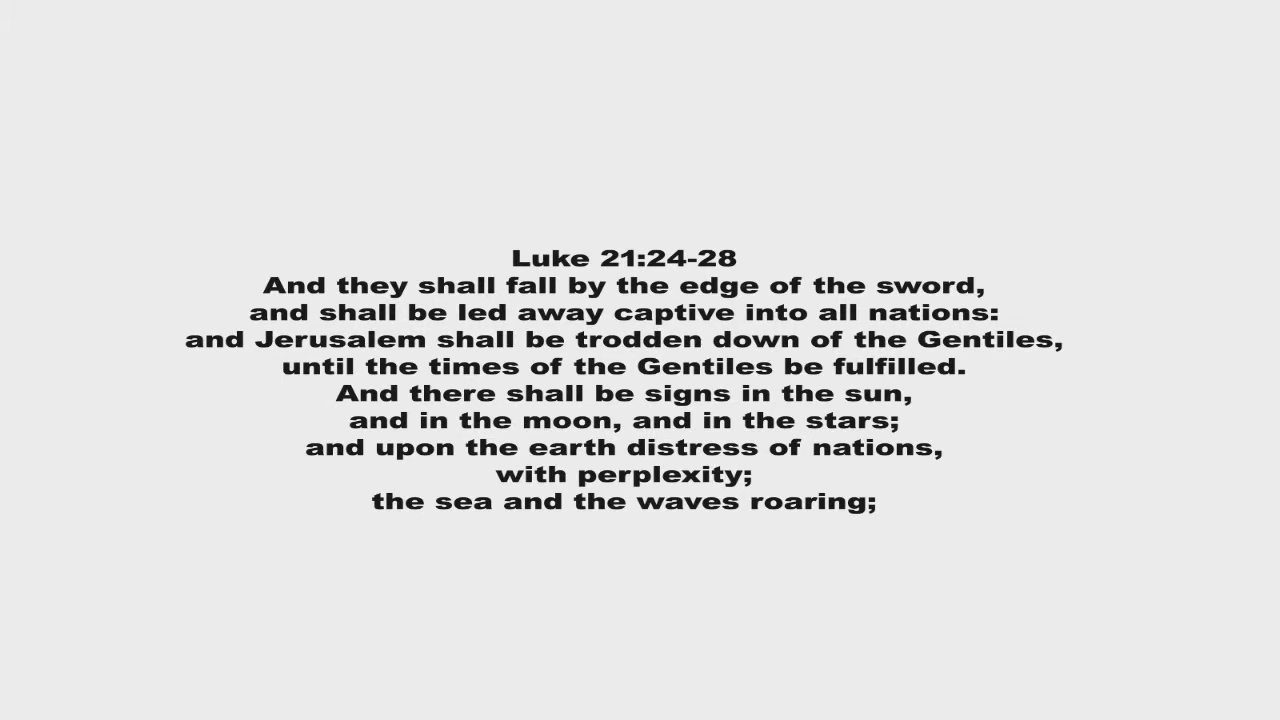 Luke 21:24-28
And they shall fall by the edge of the sword,
and shall be led away captive into all nations:
and Jerusalem shall be trodden down of the Gentiles,
until the times of the Gentiles be fulfilled.
And there shall be signs in the sun,
and in the moon, and in the stars;
and upon the earth distress of nations,
with perplexity;
the sea and the waves roaring;